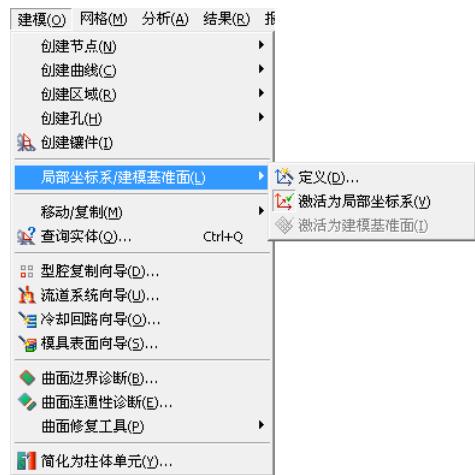 建模(O) 网格(M) 分析(A) 结果(R)
创建节点(N)
创建曲线(C)
创建区域(R)
创建孔(H)
创建镶件(I)
局部坐标系/建模基准面(L)
定义(D)...
激活为局部坐标系(V)
激活为建模基准面(I)
移动/复制(M)
查询实体(Q)... Ctrl+Q
型腔复制向导(D)...
流道系统向导(U)...
冷却回路向导(O)...
模具表面向导(S)...
曲面边界诊断(B)...
曲面连通性诊断(E)...
曲面修复工具(P)
简化为柱体单元(Y)...